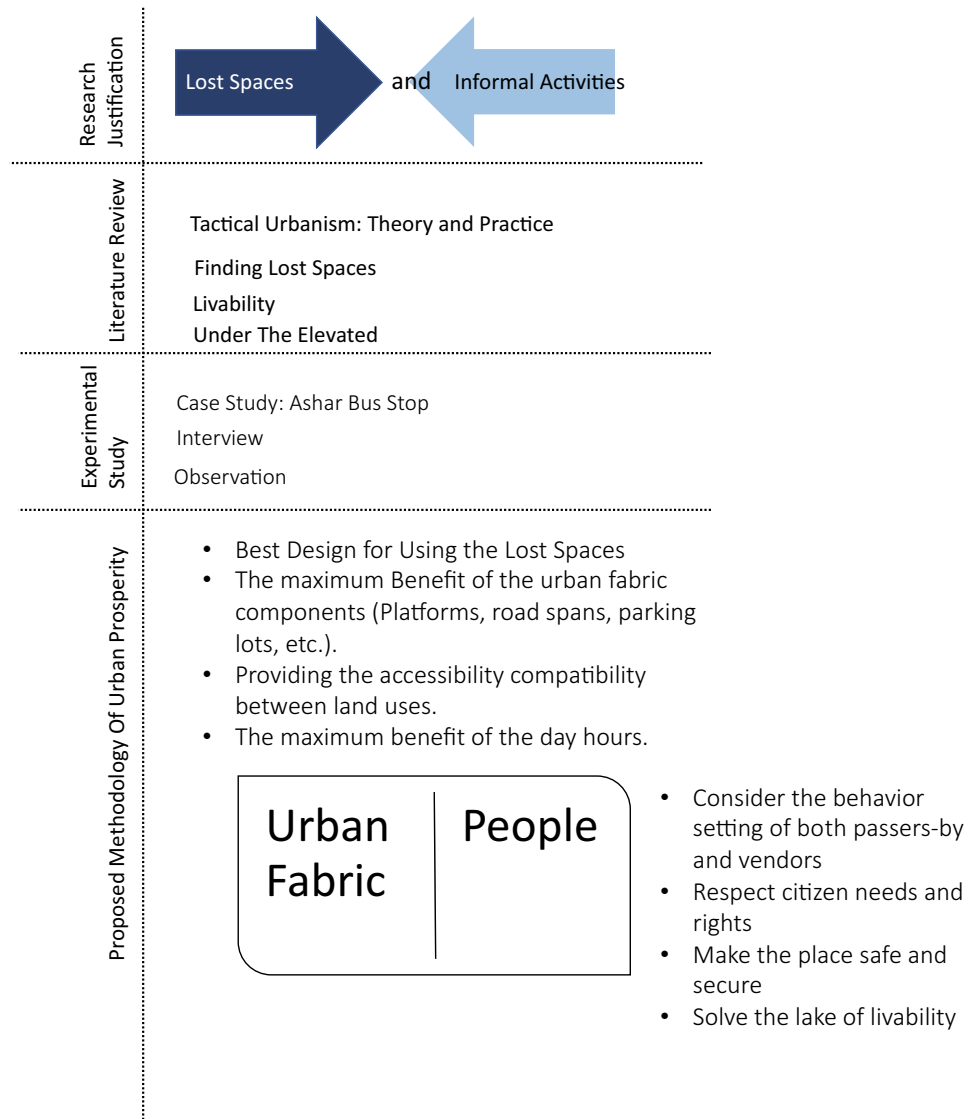 Research
Justification
Lost Spaces
and
Informal Activities
Literature Review
Tactical Urbanism: Theory and Practice
Finding Lost Spaces
Livability
Under The Elevated
Experimental
Study
Case Study: Ashar Bus Stop
Interview
Observation
Proposed Methodology Of Urban Prosperity
• Best Design for Using the Lost Spaces
• The maximum Benefit of the urban fabric
components (Platforms, road spans, parking
lots, etc.).
• Providing the accessibility compatibility
between land uses.
• The maximum benefit of the day hours.
Urban
Fabric
People
• Consider the behavior
setting of both passers-by
and vendors
• Respect citizen needs and
rights
• Make the place safe and
secure
• Solve the lake of livability